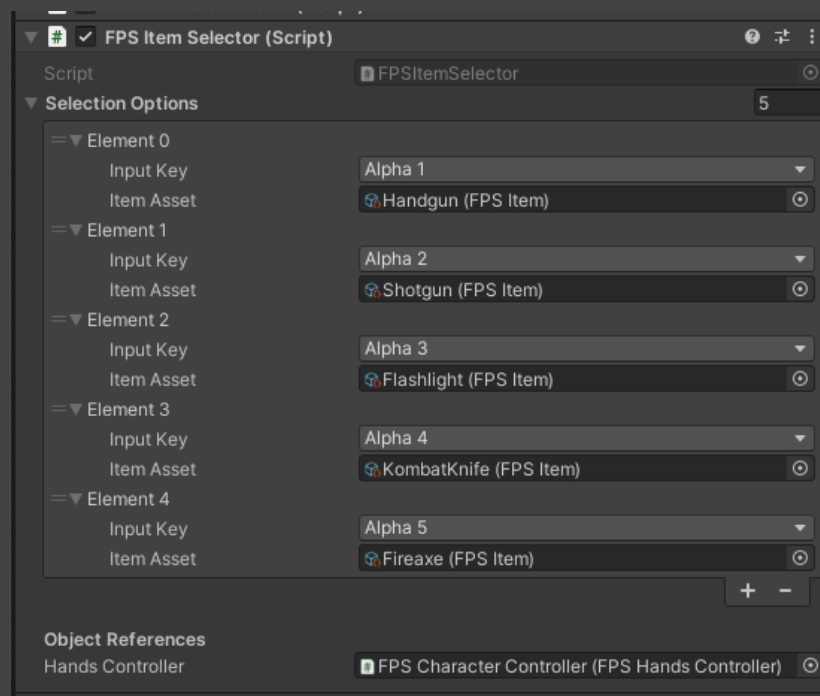 FPS Item Selector (Script)
Script FPSItemSelector
Selection Options 5
Element 0
Input Key Alpha 1
Item Asset Handgun (FPS Item)
Element 1
Input Key Alpha 2
Item Asset Shotgun (FPS Item)
Element 2
Input Key Alpha 3
Item Asset Flashlight (FPS Item)
Element 3
Input Key Alpha 4
Item Asset KombatKnife (FPS Item)
Element 4
Input Key Alpha 5
Item Asset Fireaxe (FPS Item)
Object References
Hands Controller FPS Character Controller (FPS Hands Controller)